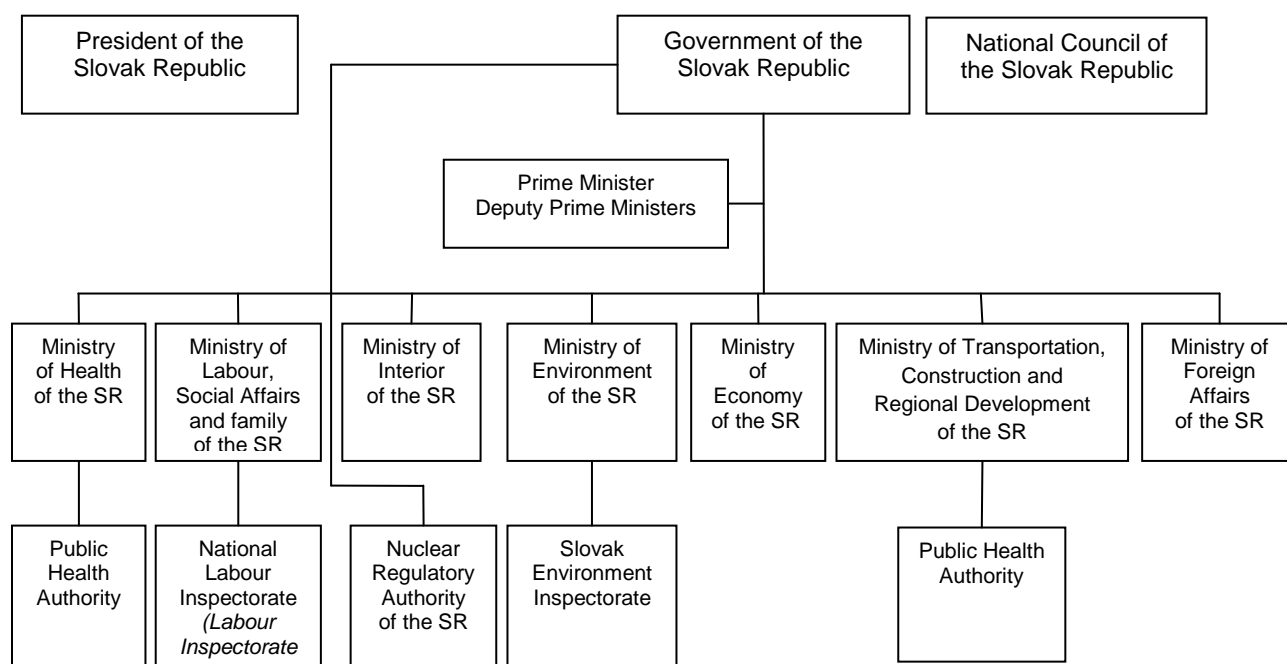 President of the
Slovak Republic
Government of the
Slovak Republic
National Council of
the Slovak Republic
Prime Minister
Deputy Prime Ministers
Ministry
of Health
of the SR
Ministry of
Labour,
Social Affairs
and family
of the SR
Ministry of
Interior
of the SR
Ministry of
Environment
of the SR
Ministry
of
Economy
of the SR
Ministry of Transportation,
Construction and
Regional Development
of the SR
Ministry of
Foreign
Affairs
of the SR
Public
Health
Authority
National
Labour
Inspectorate
(Labour
Inspectorate
Nuclear
Regulatory
Authority
of the SR
Slovak
Environment
Inspectorate
Public Health
Authority